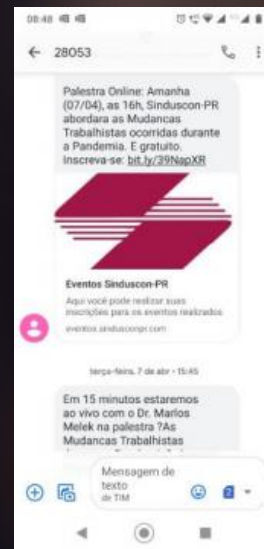 08:48
28053
Palestra Online: Amanha
(07/04), as 16h, Sinduscon-PR
abordara as Mudancas
Trabalhistas ocorridas durante
a Pandemia. E gratuito.
Inscreva-se: bit.ly/39NapXR
Eventos Sinduscon-PR
Aqui você pode realizar suas
inscrições para os eventos realizados
eventos.sindusconpr.com
terça-feira, 7 de abr • 15:45
Em 15 minutos estaremos
ao vivo com o Dr. Marlos
Melek na palestra ?As
Mudancas Trabalhistas
Mensagem de
texto
de TIM
2